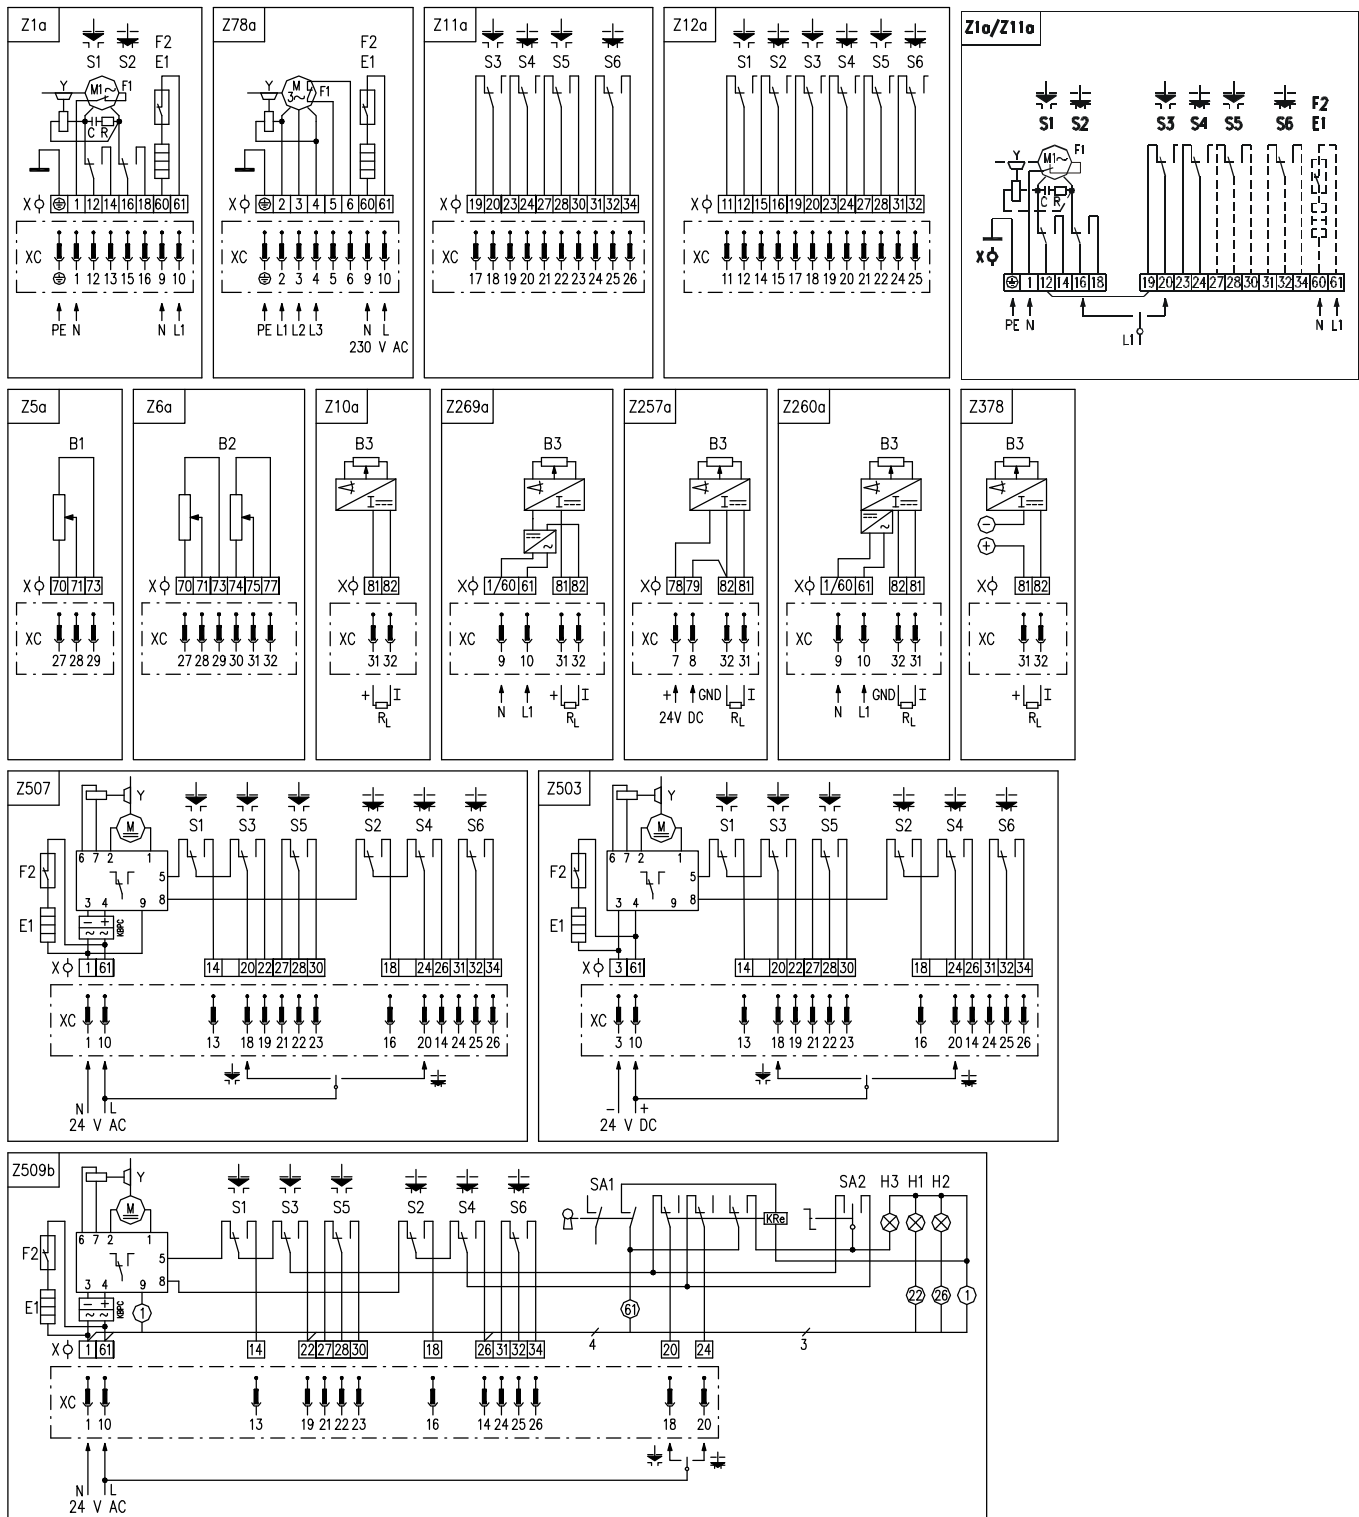 Z1a
S1 S2 F2
E1
Y M1~ F1
C R
X ⏚ 1 12 14 16 18 60 61
XC
⏚ 1 12 13 15 16 9 10
PE N N L1
Z78a
F2
E1
Y M 3~ F1
X ⏚ 2 3 4 5 6 60 61
XC
⏚ 2 3 4 5 6 9 10
PE L1 L2 L3 N L
230 V AC
Z11a
S3 S4 S5 S6
X 19 20 23 24 27 28 30 31 32 34
XC
17 18 19 20 21 22 23 24 25 26
Z12a
S1 S2 S3 S4 S5 S6
X 11 12 15 16 19 20 23 24 27 28 31 32
XC
11 12 14 15 17 18 19 20 21 22 24 25
Z1a/Z11a
S1 S2 S3 S4 S5 S6 F2
E1
Y M1~ F1
C R
X
⏚ 1 12 14 16 18 19 20 23 24 27 28 30 31 32 34 60 61
PE N L1 N L1
Z5a
B1
X 70 71 73
XC
27 28 29
Z6a
B2
X 70 71 73 74 75 77
XC
27 28 29 30 31 32
Z10a
B3
I
X 81 82
XC
31 32
+ I
RL
Z269a
B3
I
~
X 1/60 61 81 82
XC
9 10 31 32
N L1 + I
RL
Z257a
B3
I
X 78 79 82 81
XC
7 8 32 31
+ GND I
24V DC RL
Z260a
B3
I
~
X 1/60 61 82 81
XC
9 10 32 31
N L1 GND I
RL
Z378
B3
I
−
+
X 81 82
XC
31 32
+ I
RL
Z507
Y
M
S1 S3 S5 S2 S4 S6
6 7 2 1
F2 5
8
3 4 9
− +
~ ~ KBPC
E1
X 1 61 14 20 22 27 28 30 18 24 26 31 32 34
XC
1 10 13 18 19 21 22 23 16 20 14 24 25 26
N L
24 V AC
Z503
Y
M
S1 S3 S5 S2 S4 S6
6 7 2 1
F2 5
8
3 4 9
E1
X 3 61 14 20 22 27 28 30 18 24 26 31 32 34
XC
3 10 13 18 19 21 22 23 16 20 14 24 25 26
− +
24 V DC
Z509b
Y
M
S1 S3 S5 S2 S4 S6 SA1 SA2 H3 H1 H2
KRe
6 7 2 1
F2 5
8
3 4 9
− +
~ ~ KBPC
E1 1 61 22 26 1
4 3
X 1 61 14 22 27 28 30 18 26 31 32 34 20 24
XC
1 10 13 19 21 22 23 16 14 24 25 26 18 20
N L
24 V AC